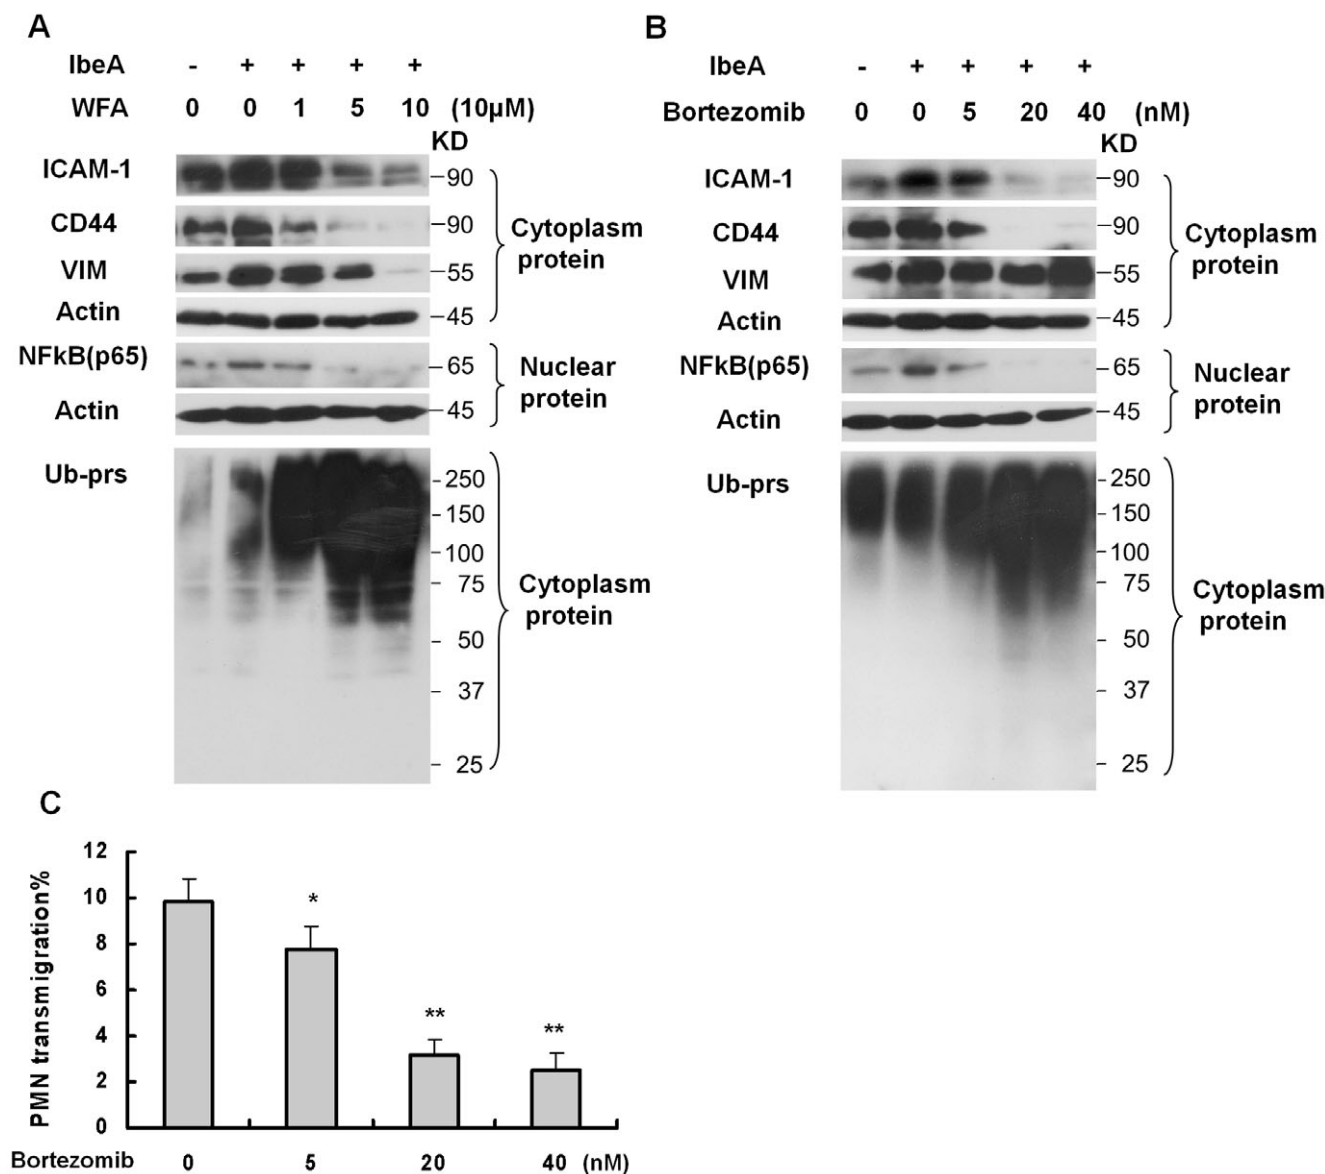 A
IbeA - + + + +
WFA 0 0 1 5 10 (10μM)
KD
ICAM-1 90
CD44 90
Cytoplasm
protein
VIM 55
Actin 45
NFkB(p65) 65
Nuclear
protein
Actin 45
Ub-prs
250
150
100
75
Cytoplasm
protein
50
37
25
B
IbeA - + + + +
Bortezomib 0 0 5 20 40 (nM)
KD
ICAM-1 90
CD44 90
Cytoplasm
protein
VIM 55
Actin 45
NFkB(p65) 65
Nuclear
protein
Actin 45
Ub-prs
250
150
100
75
Cytoplasm
protein
50
37
25
C
PMN transmigration%
12
10
8
6
4
2
0
*
**
**
Bortezomib 0 5 20 40 (nM)